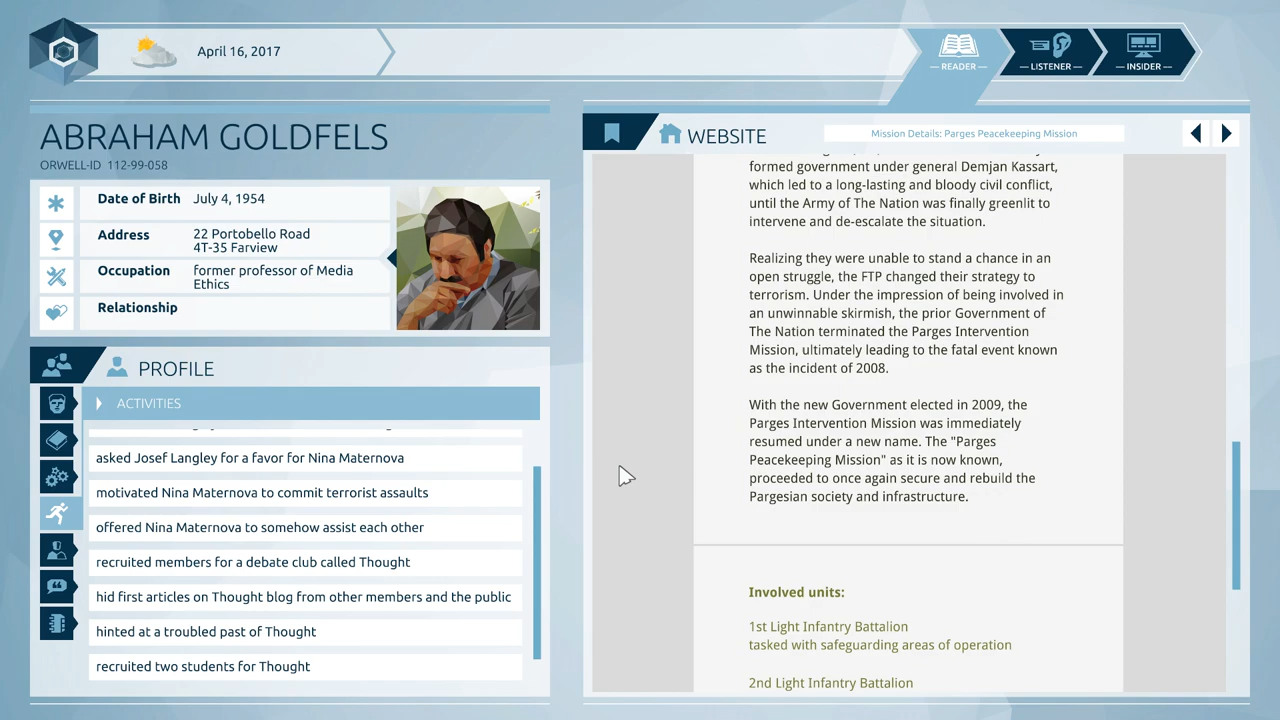 April 16, 2017
— READER —
— LISTENER —
— INSIDER —
ABRAHAM GOLDFELS
ORWELL-ID 112-99-058
Date of Birth July 4, 1954
Address 22 Portobello Road
4T-35 Farview
Occupation former professor of Media
Ethics
Relationship
PROFILE
ACTIVITIES
asked Josef Langley for a favor for Nina Maternova
motivated Nina Maternova to commit terrorist assaults
offered Nina Maternova to somehow assist each other
recruited members for a debate club called Thought
hid first articles on Thought blog from other members and the public
hinted at a troubled past of Thought
recruited two students for Thought
WEBSITE
Mission Details: Parges Peacekeeping Mission
formed government under general Demjan Kassart,
which led to a long-lasting and bloody civil conflict,
until the Army of The Nation was finally greenlit to
intervene and de-escalate the situation.
Realizing they were unable to stand a chance in an
open struggle, the FTP changed their strategy to
terrorism. Under the impression of being involved in
an unwinnable skirmish, the prior Government of
The Nation terminated the Parges Intervention
Mission, ultimately leading to the fatal event known
as the incident of 2008.
With the new Government elected in 2009, the
Parges Intervention Mission was immediately
resumed under a new name. The "Parges
Peacekeeping Mission" as it is now known,
proceeded to once again secure and rebuild the
Pargesian society and infrastructure.
Involved units:
1st Light Infantry Battalion
tasked with safeguarding areas of operation
2nd Light Infantry Battalion